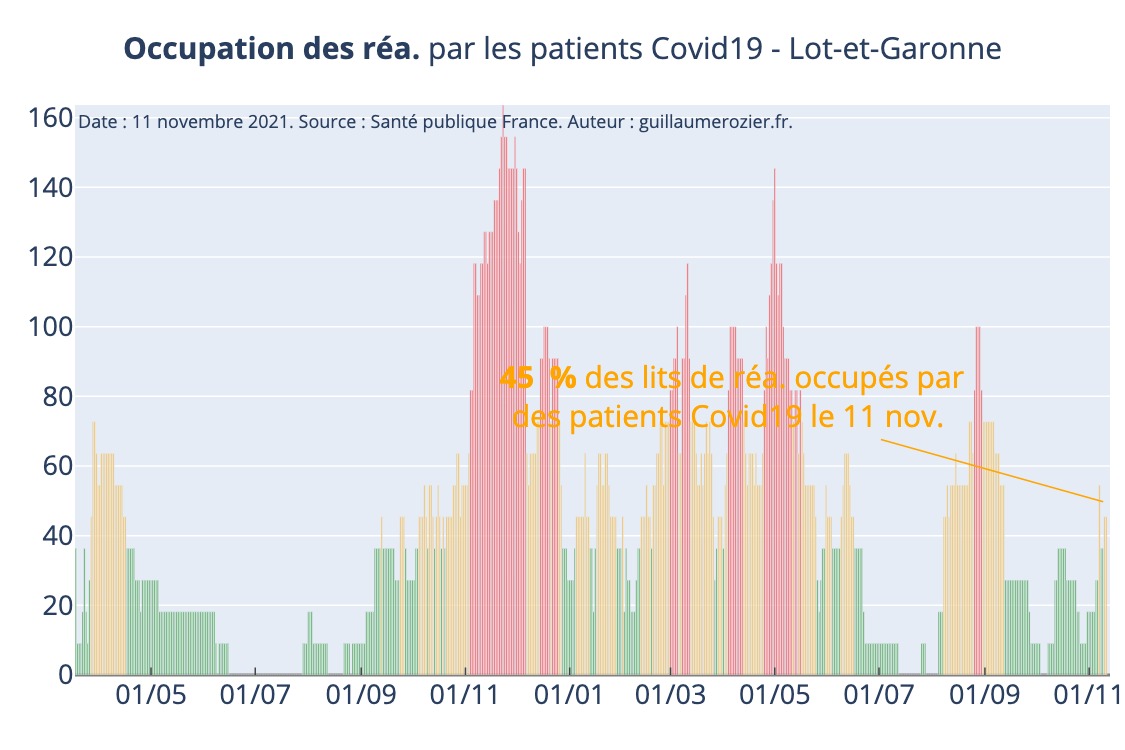 Occupation des réa. par les patients Covid19 - Lot-et-Garonne
Date : 11 novembre 2021. Source : Santé publique France. Auteur : guillaumerozier.fr.
160
140
120
100
80
60
40
20
0
45 % des lits de réa. occupés par
des patients Covid19 le 11 nov.
01/05 01/07 01/09 01/11 01/01 01/03 01/05 01/07 01/09 01/11